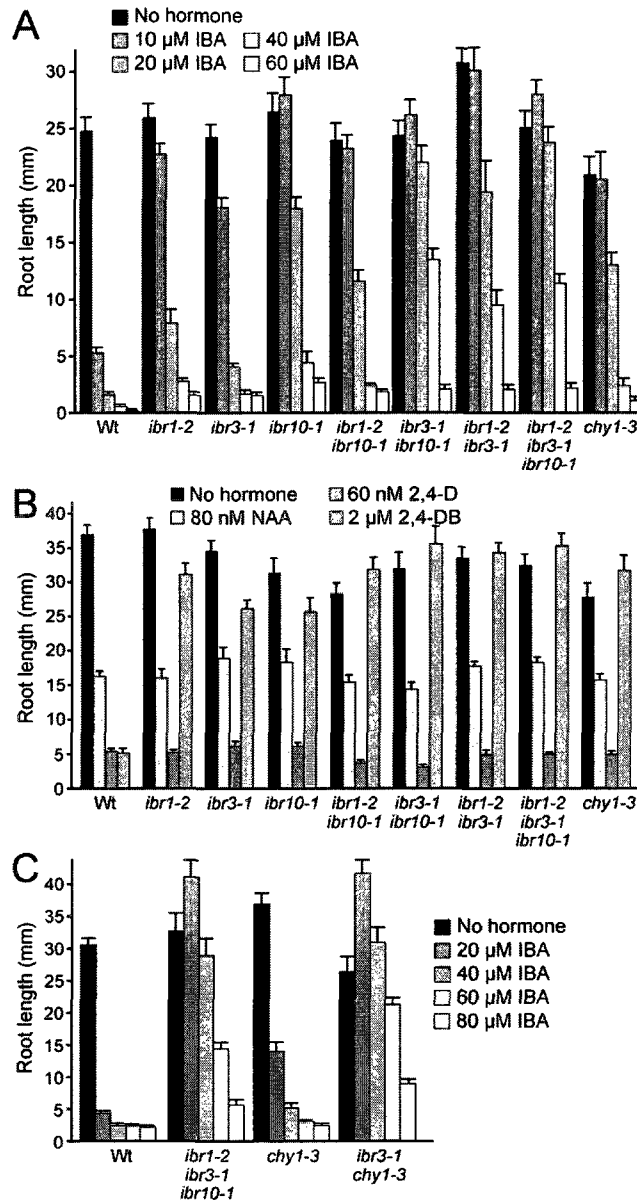 A
No hormone
10 µM IBA
40 µM IBA
20 µM IBA
60 µM IBA
Root length (mm)
30
25
20
15
10
5
0
Wt
ibr1-2
ibr3-1
ibr10-1
ibr1-2
ibr10-1
ibr3-1
ibr10-1
ibr1-2
ibr3-1
ibr1-2
ibr3-1
ibr10-1
chy1-3
B
No hormone
60 nM 2,4-D
80 nM NAA
2 µM 2,4-DB
Root length (mm)
40
35
30
25
20
15
10
5
0
Wt
ibr1-2
ibr3-1
ibr10-1
ibr1-2
ibr10-1
ibr3-1
ibr10-1
ibr1-2
ibr3-1
ibr1-2
ibr3-1
ibr10-1
chy1-3
C
Root length (mm)
40
35
30
25
20
15
10
5
0
No hormone
20 µM IBA
40 µM IBA
60 µM IBA
80 µM IBA
Wt
ibr1-2
ibr3-1
ibr10-1
chy1-3
ibr3-1
chy1-3